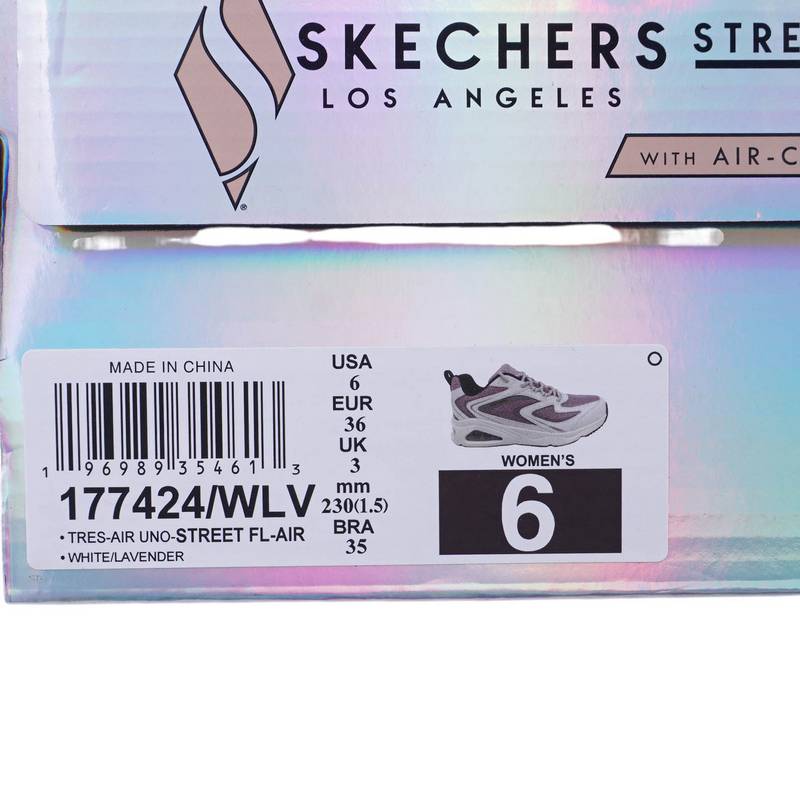 SKECHERS STRE
LOS ANGELES
WITH AIR-C
®
MADE IN CHINA
1 96989 35461 3
177424/WLV
• TRES-AIR UNO-STREET FL-AIR
• WHITE/LAVENDER
USA
6
EUR
36
UK
3
mm
230(1.5)
BRA
35
WOMEN'S
6